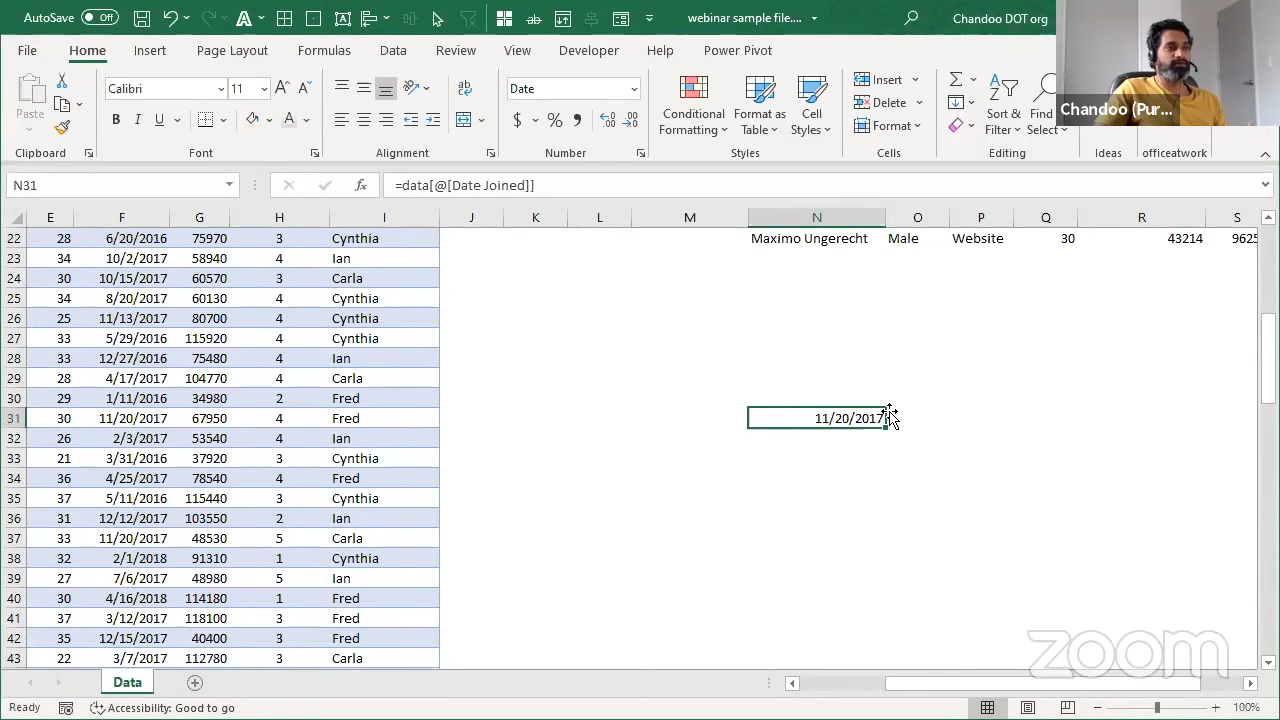 AutoSave Off webinar sample file.... Chandoo DOT org
File Home Insert Page Layout Formulas Data Review View Developer Help Power Pivot
Chandoo (Pur...
Paste
Calibri 11
B I U
Date
$ % 9
Conditional Formatting
Format as Table
Cell Styles
Insert
Delete
Format
Sort & Filter
Find Select
Clipboard Font Alignment Number Styles Cells Editing Ideas officeatwork
N31 fx =data[@[Date Joined]]
E F G H I J K L M N O P Q R S
22 28 6/20/2016 75970 3 Cynthia Maximo Ungerecht Male Website 30 43214 9625
23 34 10/2/2017 58940 4 Ian
24 30 10/15/2017 60570 3 Carla
25 34 8/20/2017 60130 4 Cynthia
26 25 11/13/2017 80700 4 Cynthia
27 33 5/29/2016 115920 4 Cynthia
28 33 12/27/2016 75480 4 Ian
29 28 4/17/2017 104770 4 Carla
30 29 1/11/2016 34980 2 Fred
31 30 11/20/2017 67950 4 Fred 11/20/2017
32 26 2/3/2017 53540 4 Ian
33 21 3/31/2016 37920 3 Cynthia
34 36 4/25/2017 78540 4 Fred
35 37 5/11/2016 115440 3 Cynthia
36 31 12/12/2017 103550 2 Ian
37 33 11/20/2017 48530 5 Carla
38 32 2/1/2018 91310 1 Cynthia
39 27 7/6/2017 48980 5 Ian
40 30 4/16/2018 114180 1 Fred
41 37 3/12/2017 118100 3 Fred
42 35 12/15/2017 40400 3 Fred
43 22 3/7/2017 112780 3 Carla
zoom
Data
Ready Accessibility: Good to go 100%